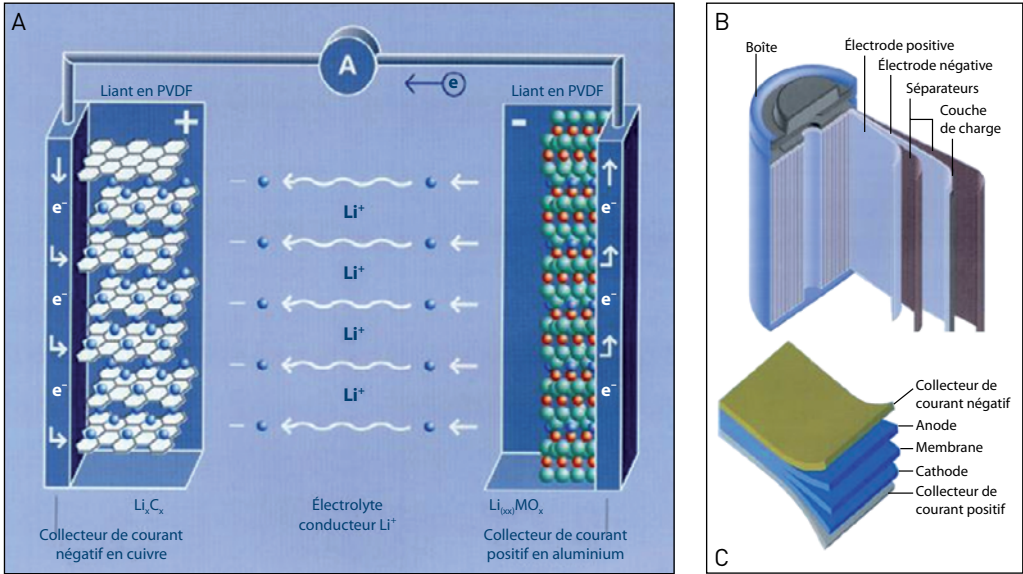 A
A
e
Liant en PVDF
Liant en PVDF
+
-
e⁻
e⁻
e⁻
Li⁺
Li⁺
Li⁺
Li⁺
e⁻
e⁻
e⁻
LiₓCₓ
Électrolyte
conducteur Li⁺
Li₍ₓₓ₎MOₓ
Collecteur de courant
négatif en cuivre
Collecteur de courant
positif en aluminium
B
Boîte
Électrode positive
Électrode négative
Séparateurs
Couche
de charge
Collecteur de
courant négatif
Anode
Membrane
Cathode
Collecteur de
courant positif
C